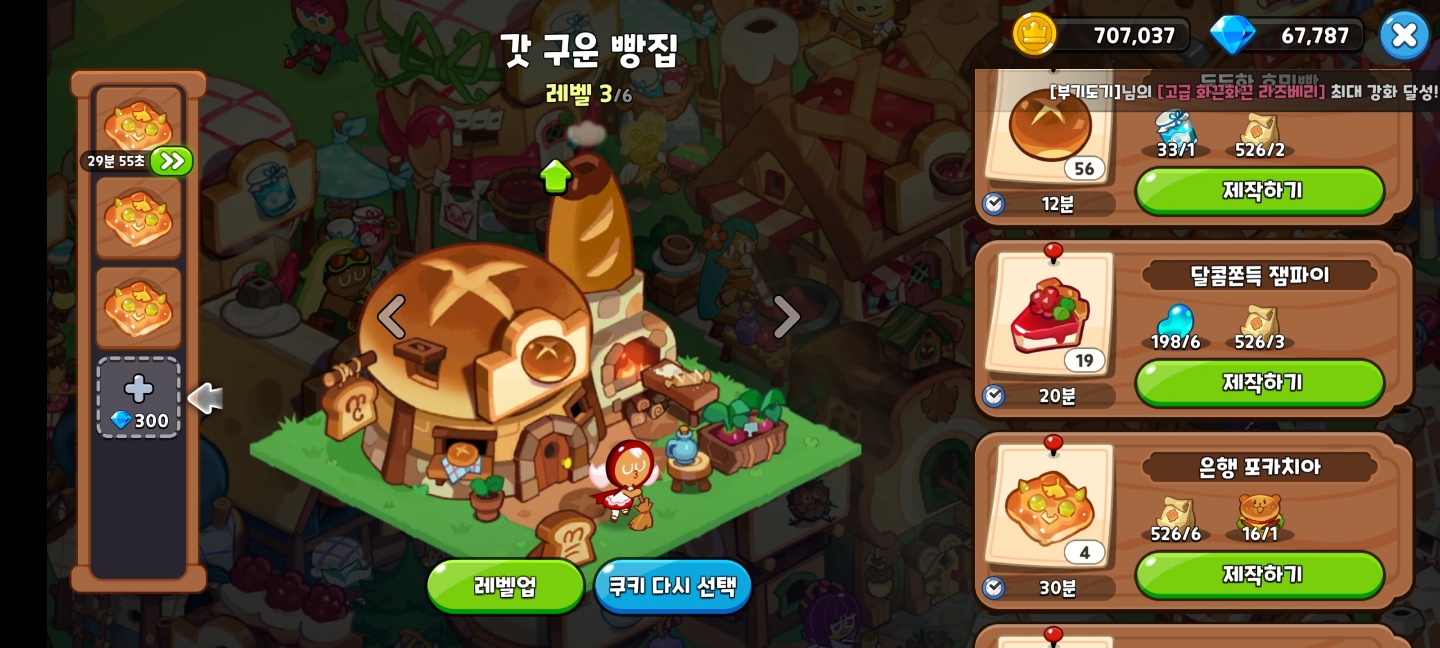 갓 구운 빵집
레벨 3/6
707,037
67,787
[부기도기]님의 [고급 화끈화끈 라즈베리] 최대 강화 달성!
29분 55초
300
레벨업
쿠키 다시 선택
56
33/1
526/2
12분
제작하기
달콤쫀득 잼파이
19
198/6
526/3
20분
제작하기
은행 포카치아
4
526/6
16/1
30분
제작하기